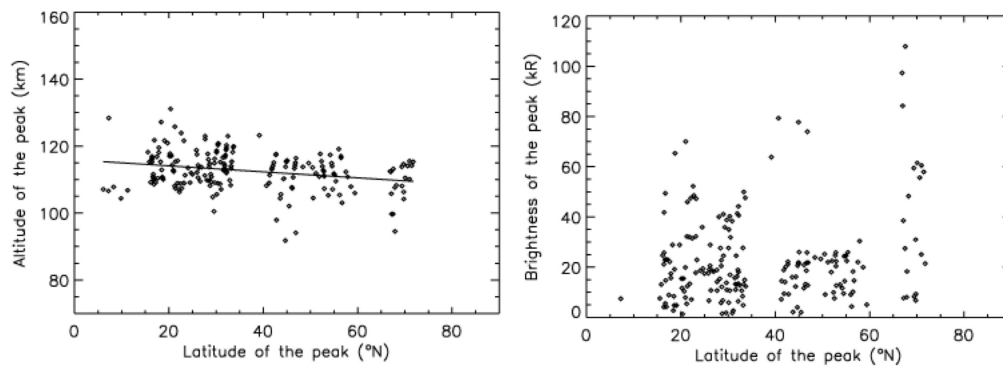 160
140
120
100
80
0 20 40 60 80
Altitude of the peak (km)
Latitude of the peak (°N)
120
100
80
60
40
20
0
0 20 40 60 80
Brightness of the peak (kR)
Latitude of the peak (°N)